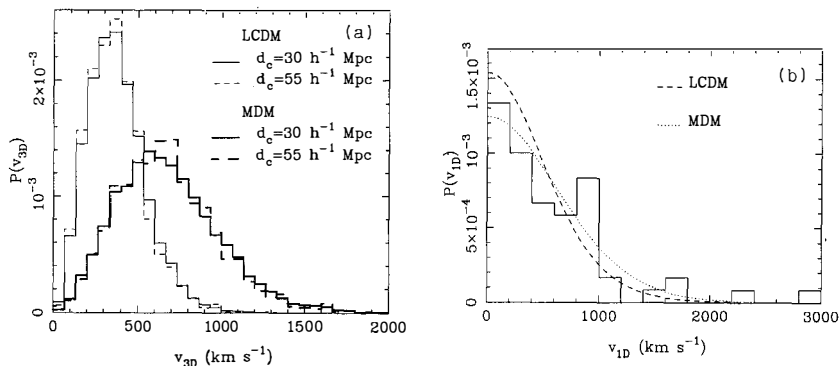 (a)
LCDM
d_c=30 h⁻¹ Mpc
d_c=55 h⁻¹ Mpc
MDM
d_c=30 h⁻¹ Mpc
d_c=55 h⁻¹ Mpc
P(v_3D)
2×10⁻³
10⁻³
0
0 500 1000 1500 2000
v_3D (km s⁻¹)
(b)
LCDM
MDM
P(v_1D)
1.5×10⁻³
10⁻³
5×10⁻⁴
0
0 1000 2000 3000
v_1D (km s⁻¹)